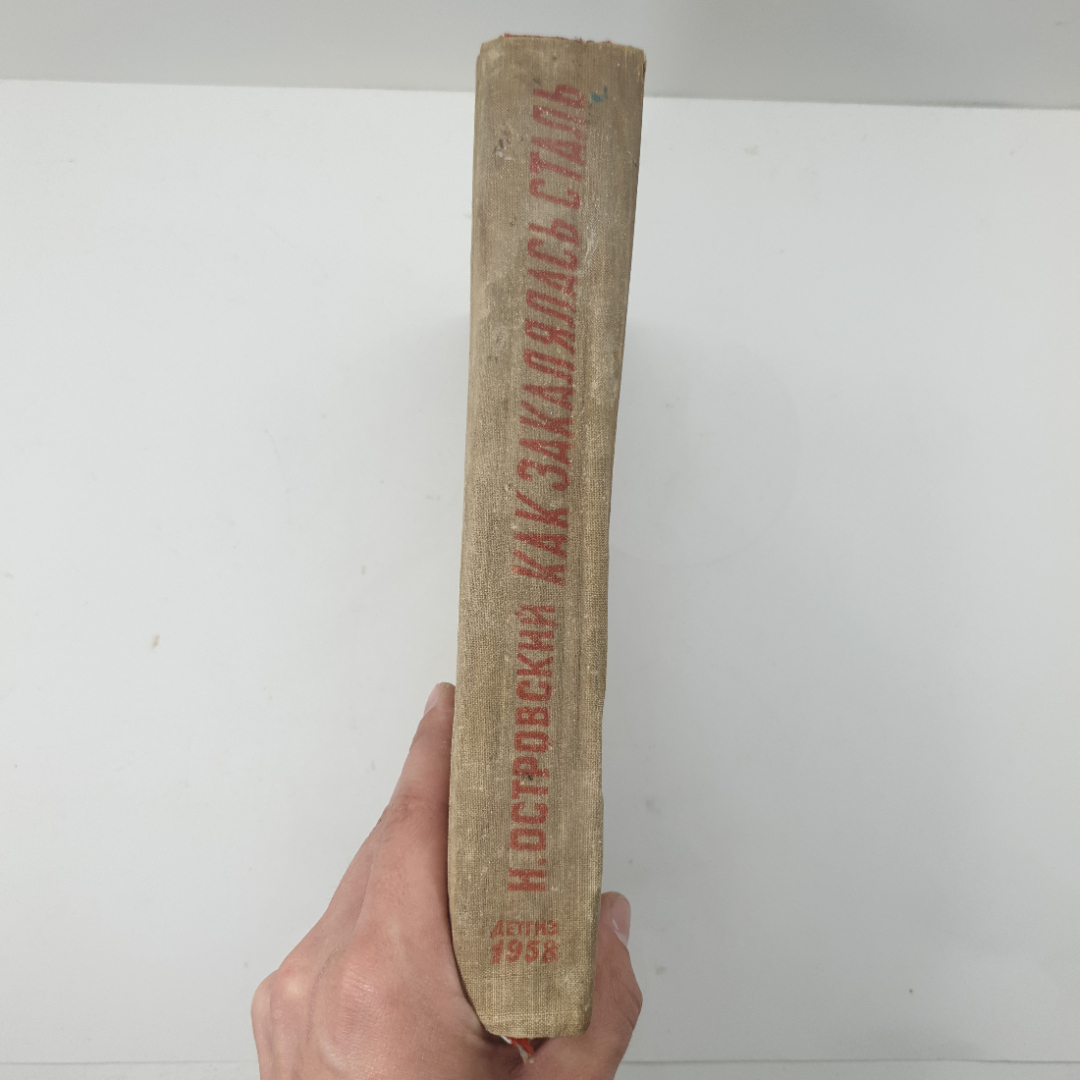 Н. ОСТРОВСКИЙ КАК ЗАКАЛЯЛАСЬ СТАЛЬ
ДЕТГИЗ
1958